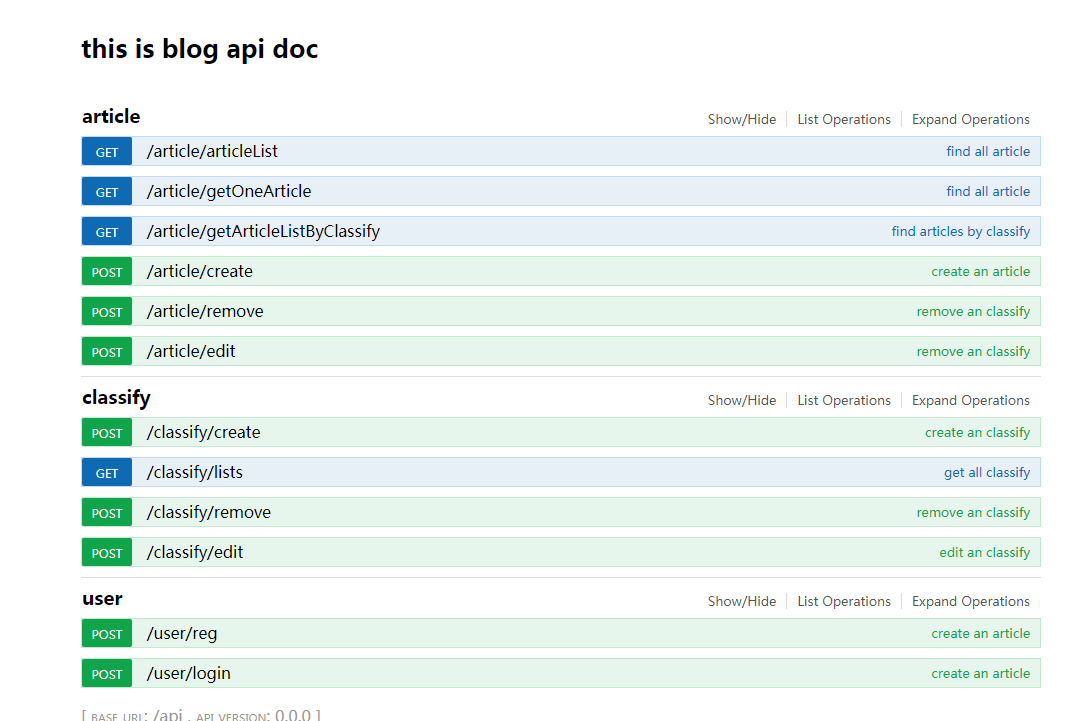 this is blog api doc
article Show/Hide List Operations Expand Operations
GET /article/articleList find all article
GET /article/getOneArticle find all article
GET /article/getArticleListByClassify find articles by classify
POST /article/create create an article
POST /article/remove remove an classify
POST /article/edit remove an classify
classify Show/Hide List Operations Expand Operations
POST /classify/create create an classify
GET /classify/lists get all classify
POST /classify/remove remove an classify
POST /classify/edit edit an classify
user Show/Hide List Operations Expand Operations
POST /user/reg create an article
POST /user/login create an article
[ BASE URL: /api , API VERSION: 0.0.0 ]